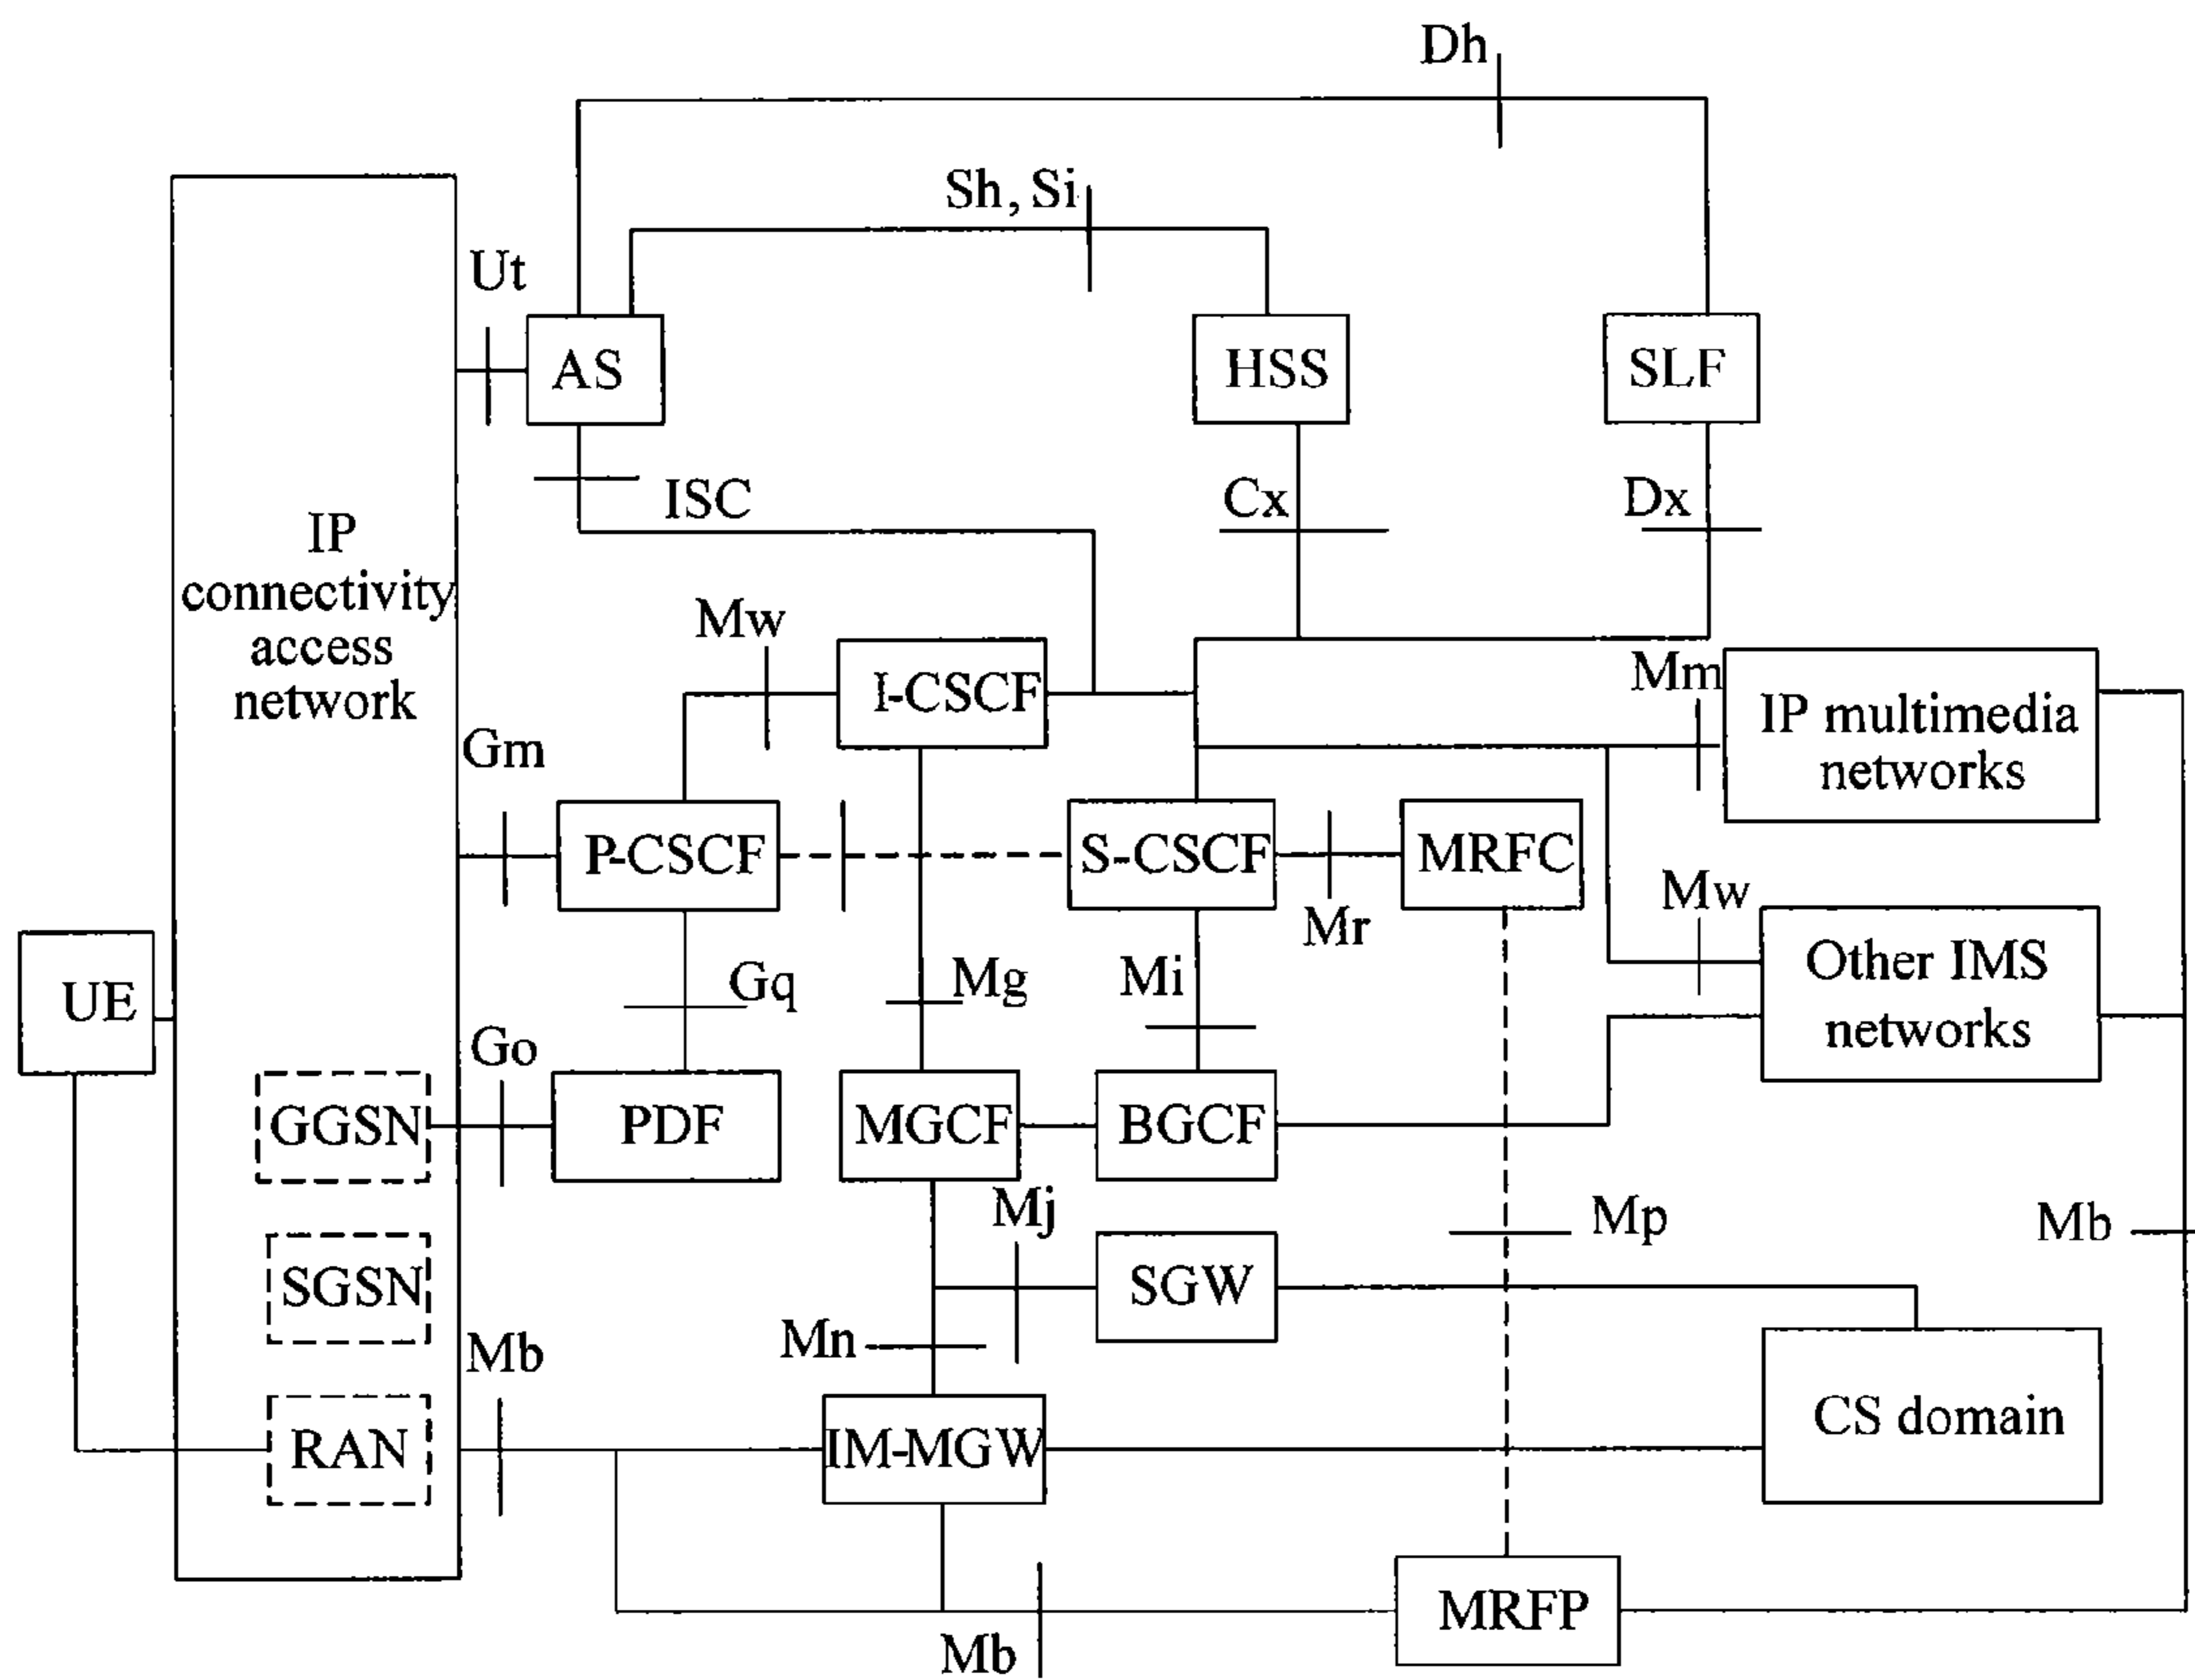 Dh
Sh, Si
Ut
AS
HSS
SLF
ISC
Cx
Dx
IP
connectivity
access
network
Mw
I-CSCF
Mm
IP multimedia
networks
Gm
P-CSCF
S-CSCF
MRFC
Mr
Mw
Other IMS
networks
UE
Gq
Mg
Mi
Go
GGSN
PDF
MGCF
BGCF
Mj
Mp
Mb
SGSN
SGW
Mn
Mb
CS domain
RAN
IM-MGW
MRFP
Mb